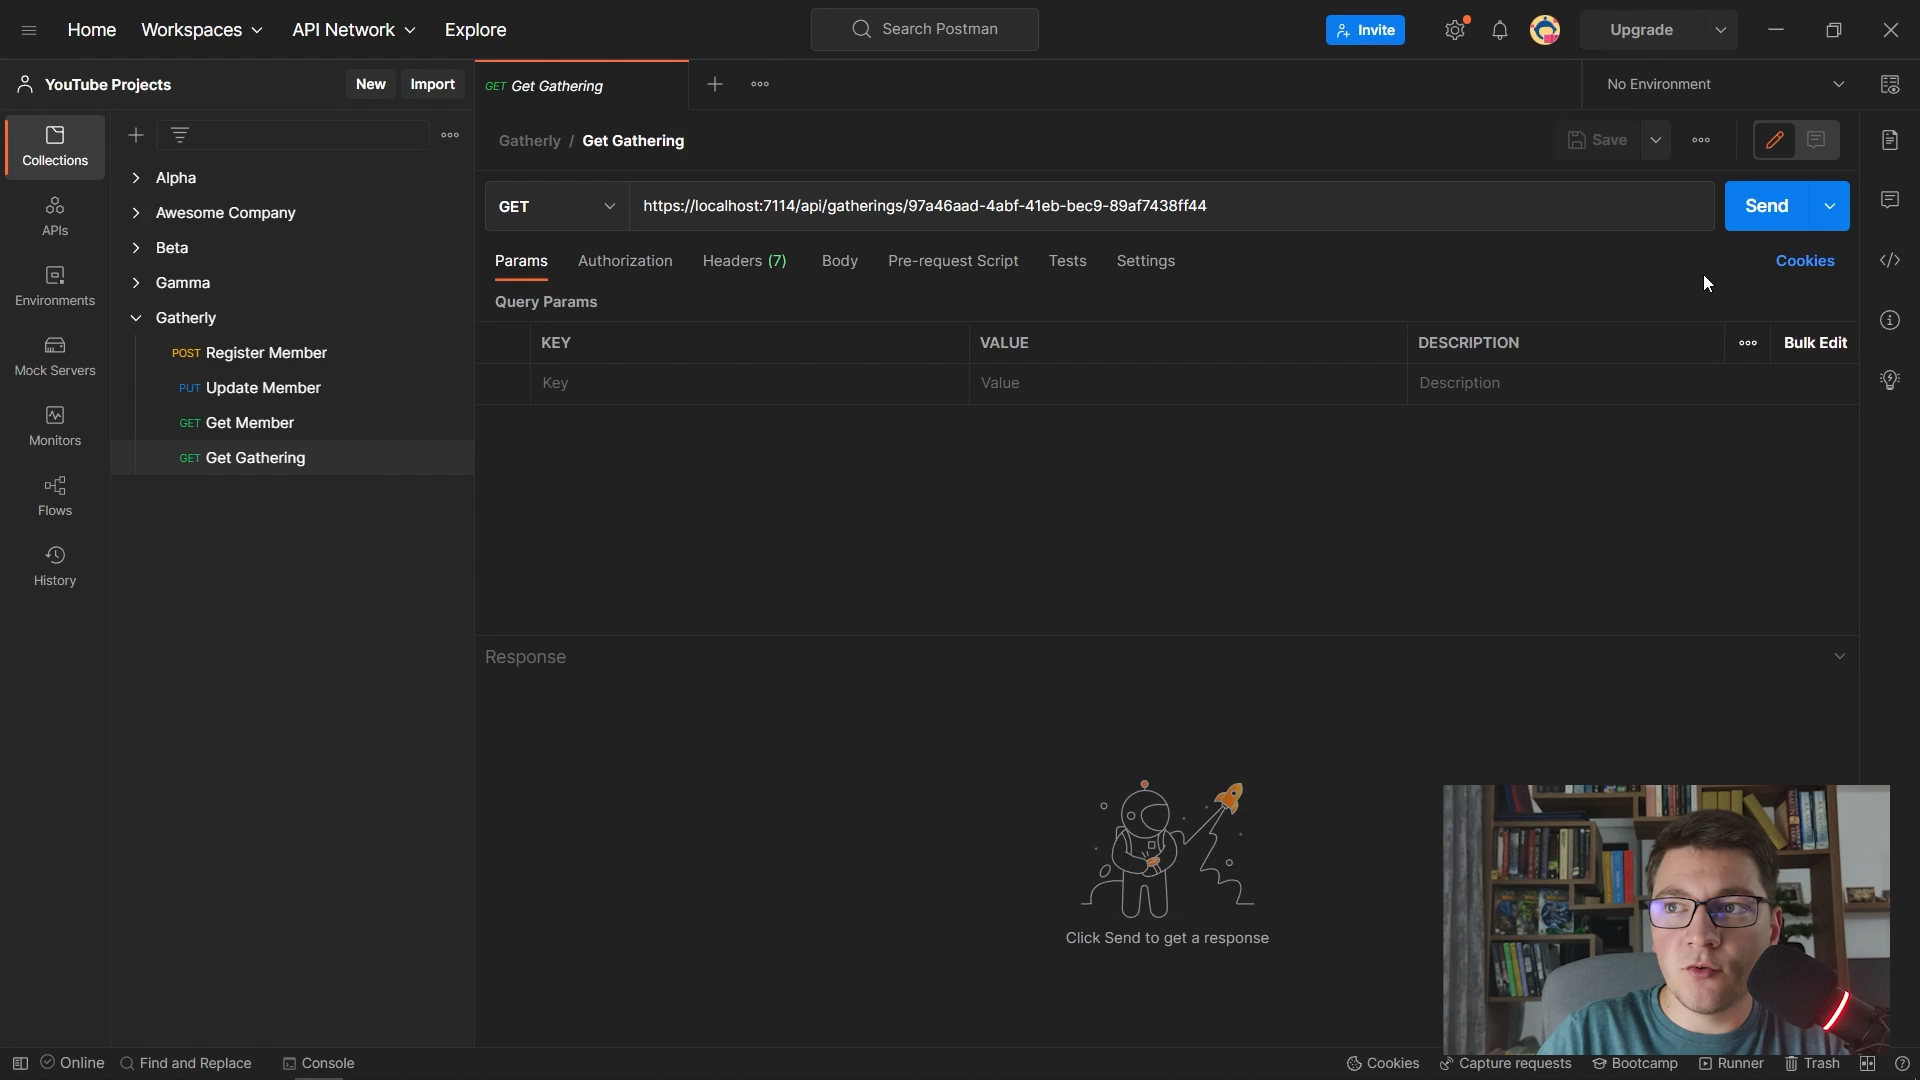 Home
Workspaces
API Network
Explore
Search Postman
Invite
Upgrade
YouTube Projects
New
Import
GET Get Gathering
No Environment
Collections
APIs
Environments
Mock Servers
Monitors
Flows
History
Alpha
Awesome Company
Beta
Gamma
Gatherly
POST Register Member
PUT Update Member
GET Get Member
GET Get Gathering
Gatherly / Get Gathering
Save
GET
https://localhost:7114/api/gatherings/97a46aad-4abf-41eb-bec9-89af7438ff44
Send
Params
Authorization
Headers (7)
Body
Pre-request Script
Tests
Settings
Cookies
Query Params
KEY
VALUE
DESCRIPTION
Bulk Edit
Key
Value
Description
Response
Click Send to get a response
Online
Find and Replace
Console
Cookies
Capture requests
Bootcamp
Runner
Trash